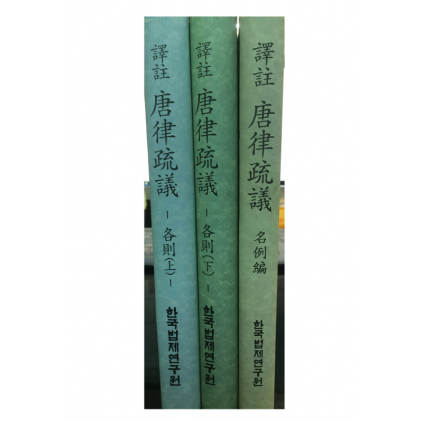 譯註 唐律疏議 - 各則(上) - 한국법제연구원
譯註 唐律疏議 - 各則(下) - 한국법제연구원
譯註 唐律疏議 名例編 한국법제연구원